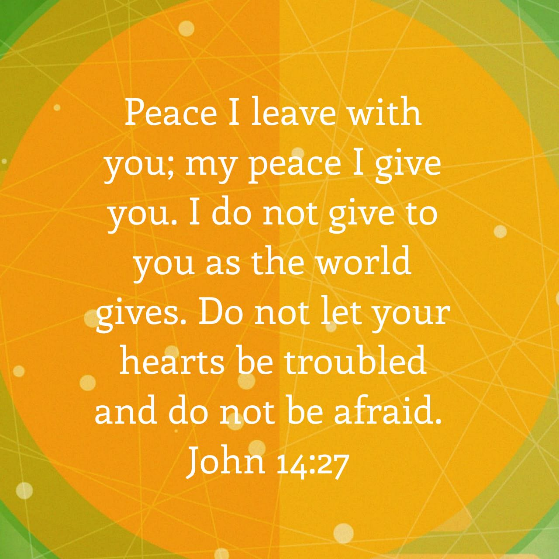 Peace I leave with
you; my peace I give
you. I do not give to
you as the world
gives. Do not let your
hearts be troubled
and do not be afraid.
John 14:27